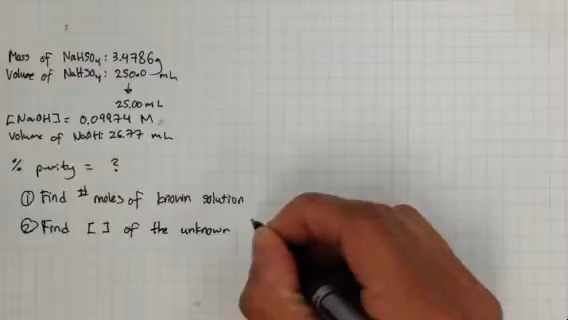 Mass of NaHSO4: 3.4786g
Volume of NaHSO4: 250.0 mL
↓
25.00 mL
[NaOH] = 0.09974 M
Volume of NaOH: 26.77 mL
% purity = ?
① Find # moles of known solution
② Find [ ] of the unknown